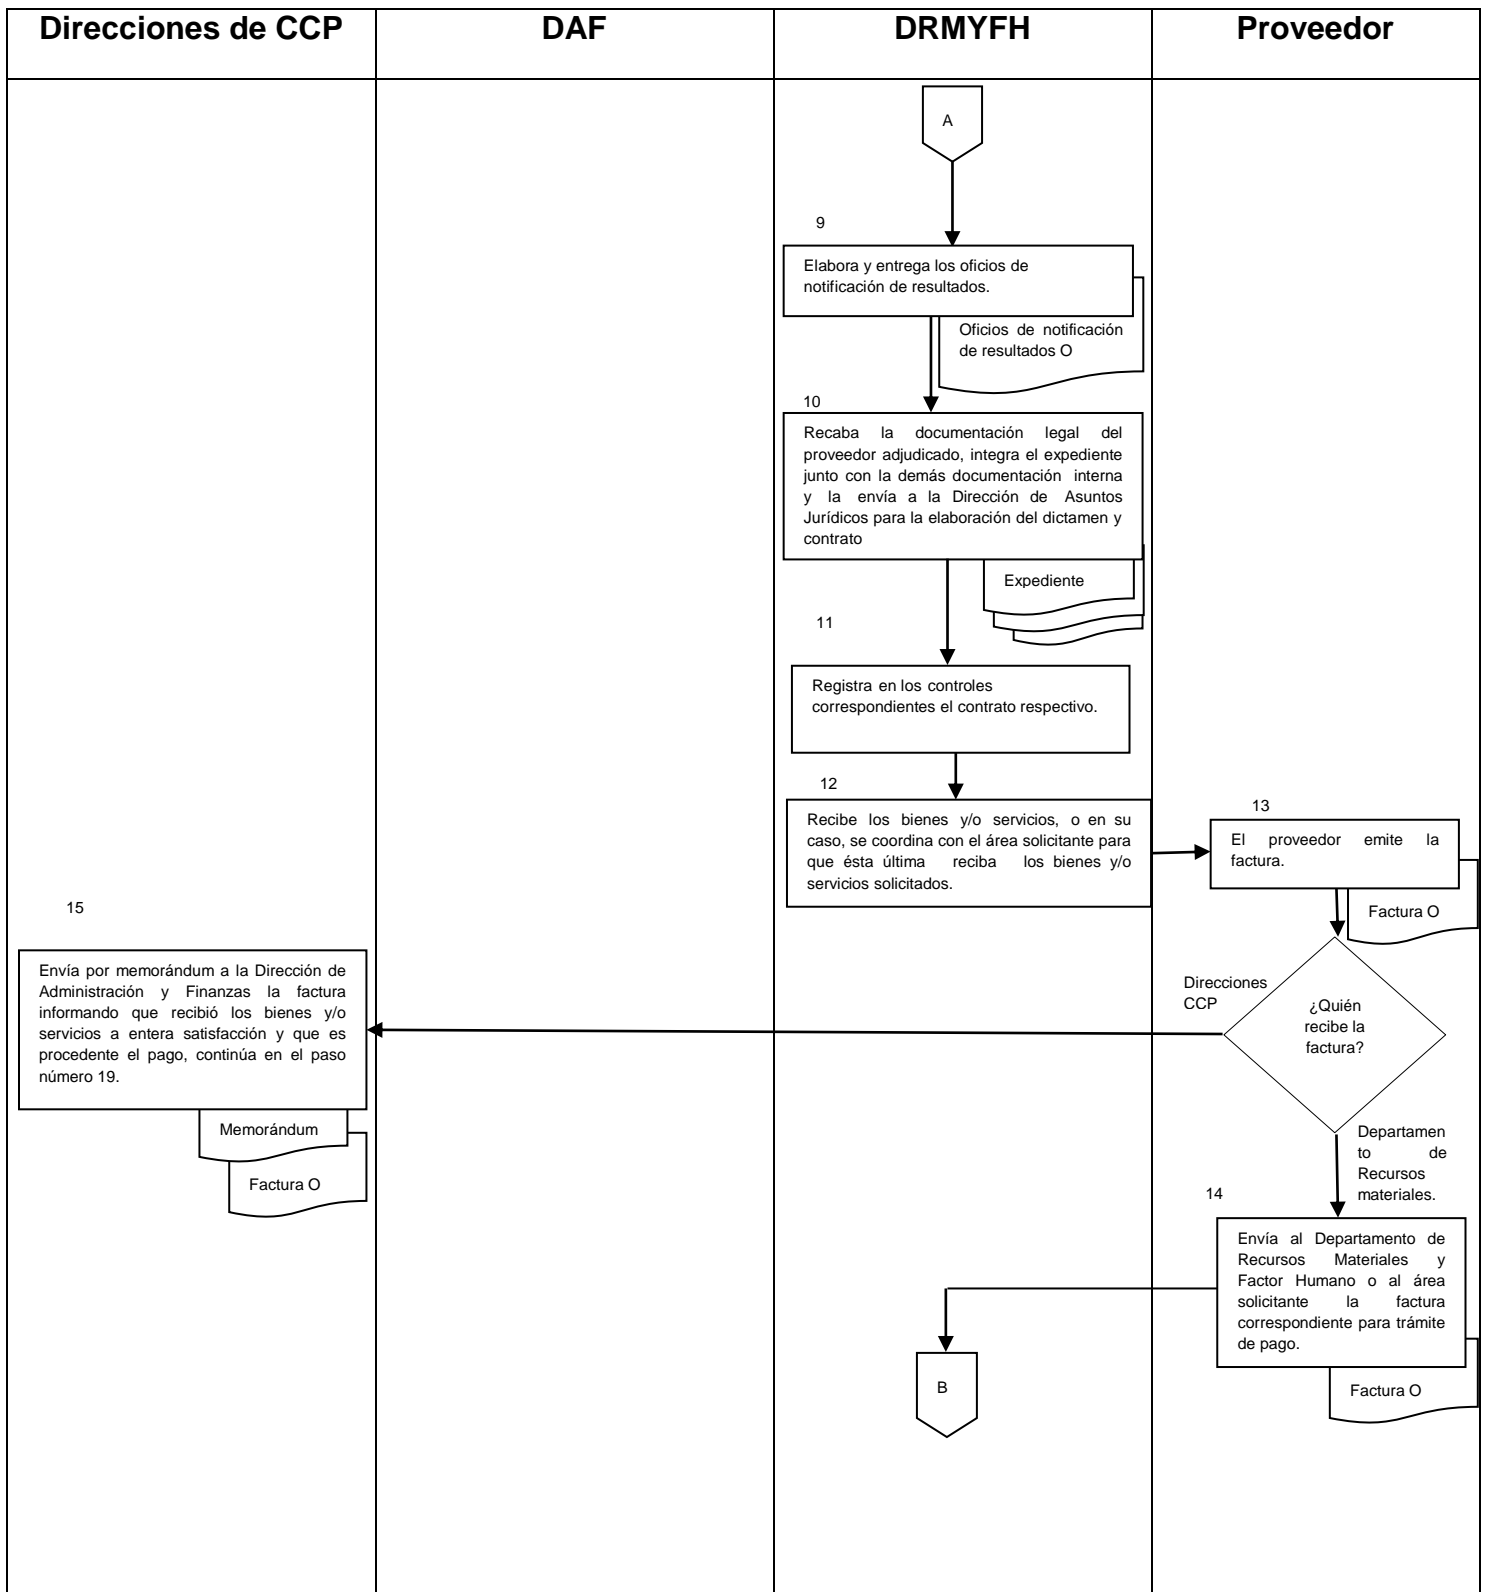 Direcciones de CCP
DAF
DRMYFH
Proveedor
A
9
Elabora y entrega los oficios de
notificación de resultados.
Oficios de notificación
de resultados O
10
Recaba la documentación legal del
proveedor adjudicado, integra el expediente
junto con la demás documentación interna
y la envía a la Dirección de Asuntos
Jurídicos para la elaboración del dictamen y
contrato
Expediente
11
Registra en los controles
correspondientes el contrato respectivo.
12
Recibe los bienes y/o servicios, o en su
caso, se coordina con el área solicitante para
que ésta última reciba los bienes y/o
servicios solicitados.
13
El proveedor emite la
factura.
Factura O
¿Quién
recibe la
factura?
Direcciones
CCP
15
Envía por memorándum a la Dirección de
Administración y Finanzas la factura
informando que recibió los bienes y/o
servicios a entera satisfacción y que es
procedente el pago, continúa en el paso
número 19.
Memorándum
Factura O
Departamen
to de
Recursos
materiales.
14
Envía al Departamento de
Recursos Materiales y
Factor Humano o al área
solicitante la factura
correspondiente para trámite
de pago.
Factura O
B